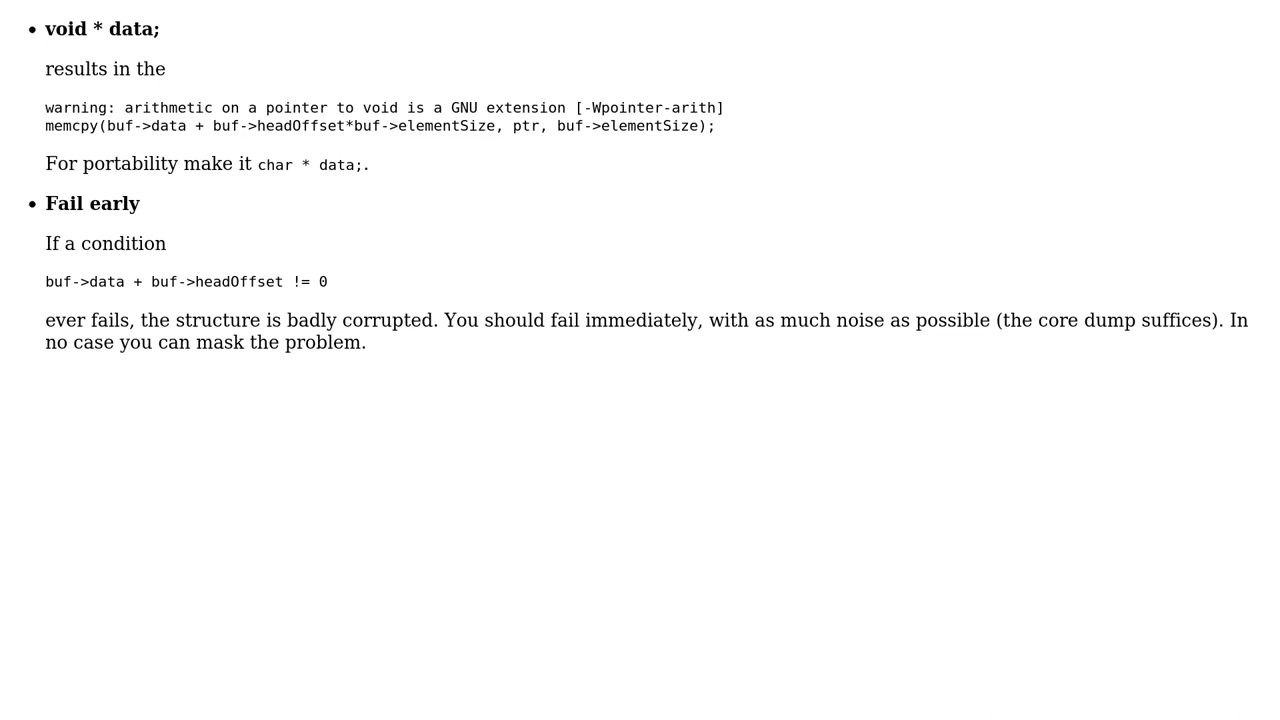 • void * data;
results in the
warning: arithmetic on a pointer to void is a GNU extension [-Wpointer-arith]
memcpy(buf->data + buf->headOffset*buf->elementSize, ptr, buf->elementSize);
For portability make it char * data;.
• Fail early
If a condition
buf->data + buf->headOffset != 0
ever fails, the structure is badly corrupted. You should fail immediately, with as much noise as possible (the core dump suffices). In
no case you can mask the problem.